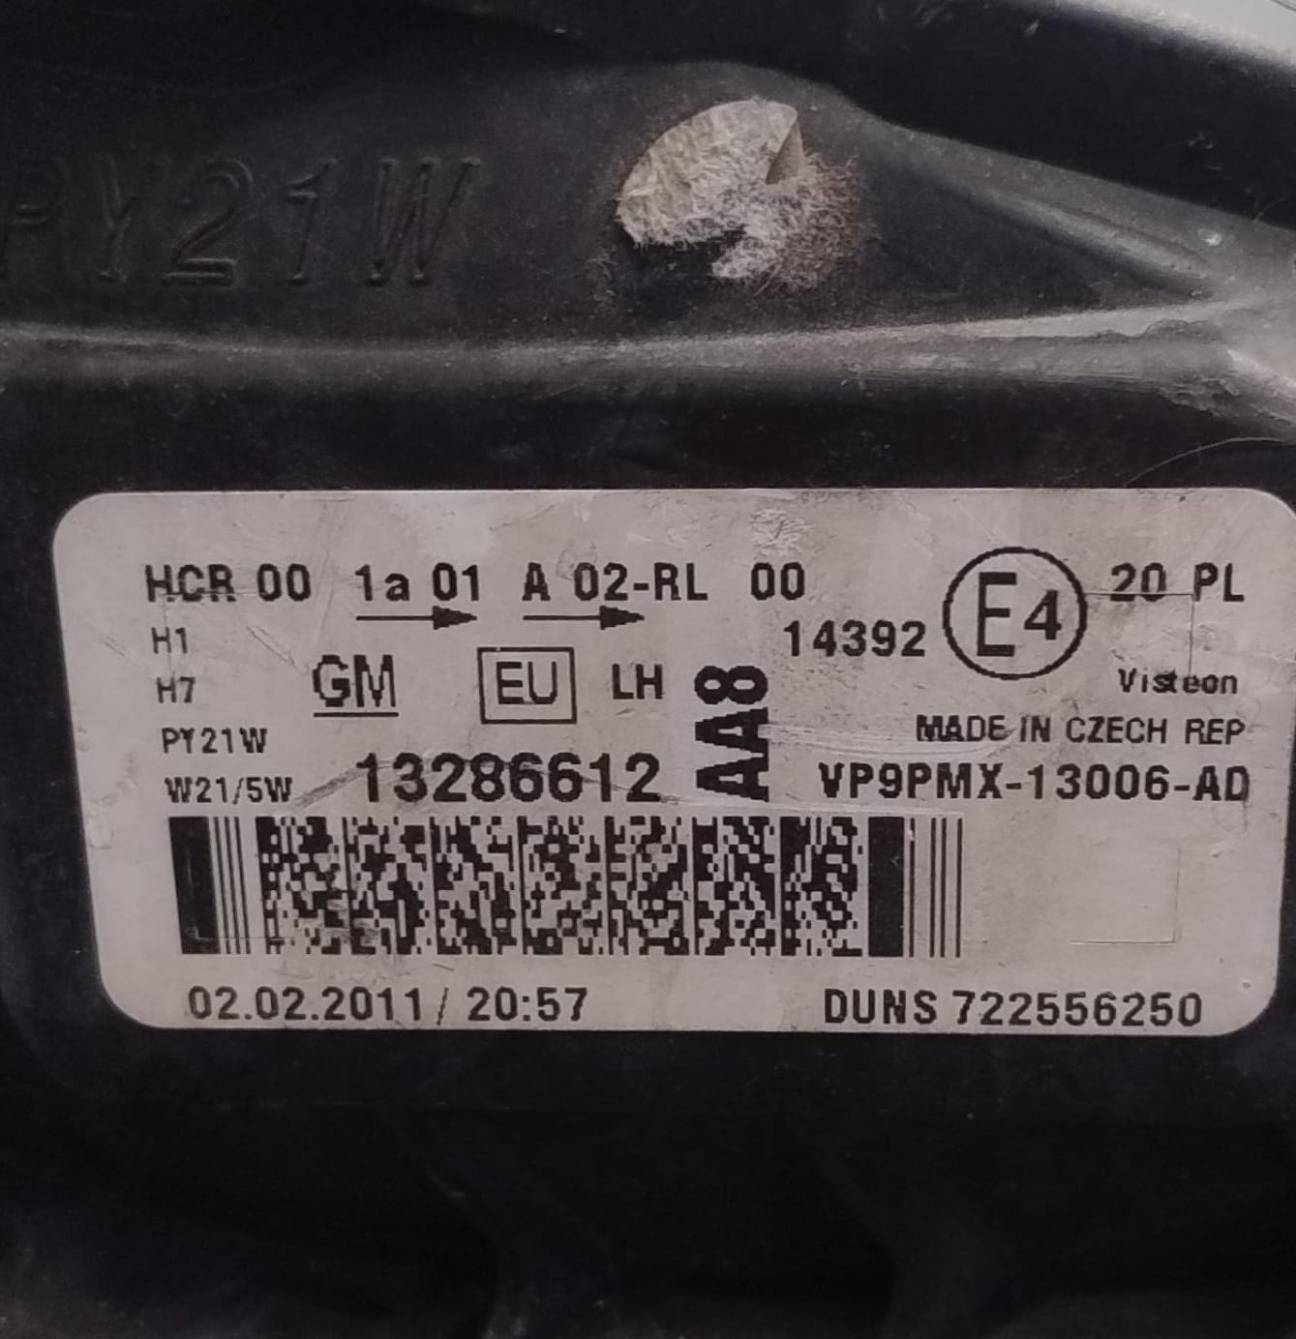 PY21W
HCR 00 1a 01 A 02-RL 00 E4 20 PL
H1 14392
H7 GM EU LH AA8 Visteon
PY21W MADE IN CZECH REP
W21/5W 13286612 VP9PMX-13006-AD
02.02.2011 / 20:57 DUNS 722556250